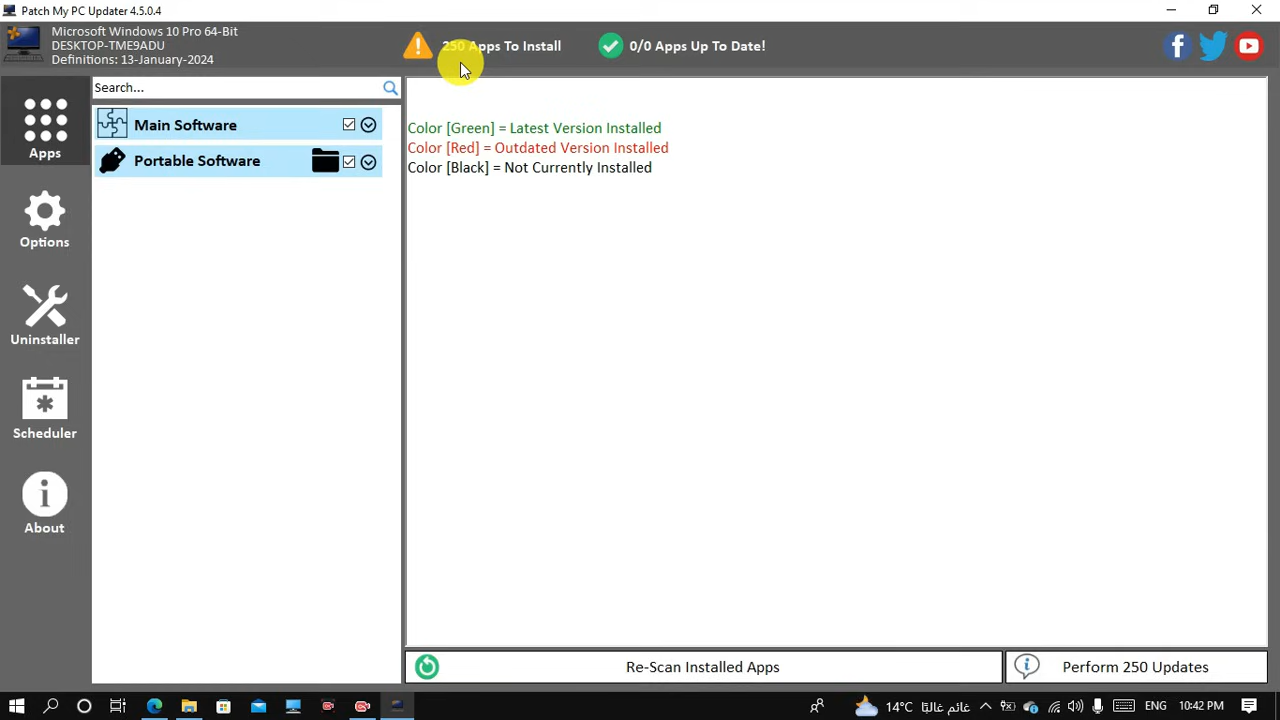 Patch My PC Updater 4.5.0.4
Microsoft Windows 10 Pro 64-Bit
DESKTOP-TME9ADU
Definitions: 13-January-2024
250 Apps To Install
0/0 Apps Up To Date!
Search...
Apps
Options
Uninstaller
Scheduler
About
Main Software
Portable Software
Color [Green] = Latest Version Installed
Color [Red] = Outdated Version Installed
Color [Black] = Not Currently Installed
Re-Scan Installed Apps
Perform 250 Updates
14°C غائم غالبًا
ENG
10:42 PM